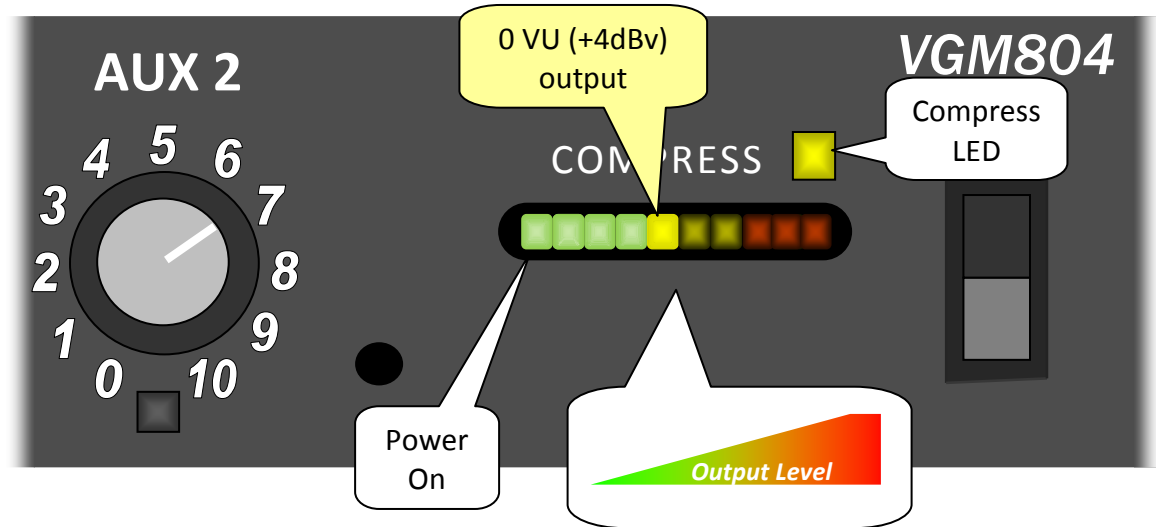 0 VU (+4dBv)
output
VGM804
AUX 2
Compress
LED
COMPRESS
5
4
6
3
7
2
8
1
9
0
10
Power
On
Output Level